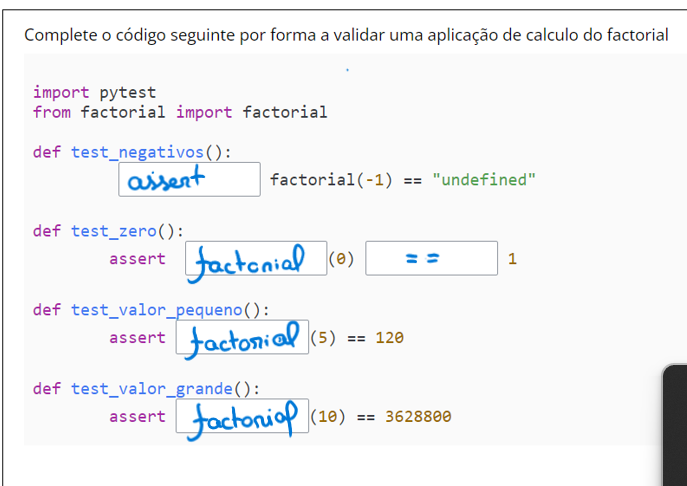 Complete o código seguinte por forma a validar uma aplicação de calculo do factorial
import pytest
from factorial import factorial
def test_negativos():
assert factorial(-1) == "undefined"
def test_zero():
assert factorial (0) == 1
def test_valor_pequeno():
assert factorial (5) == 120
def test_valor_grande():
assert factorial (10) == 3628800